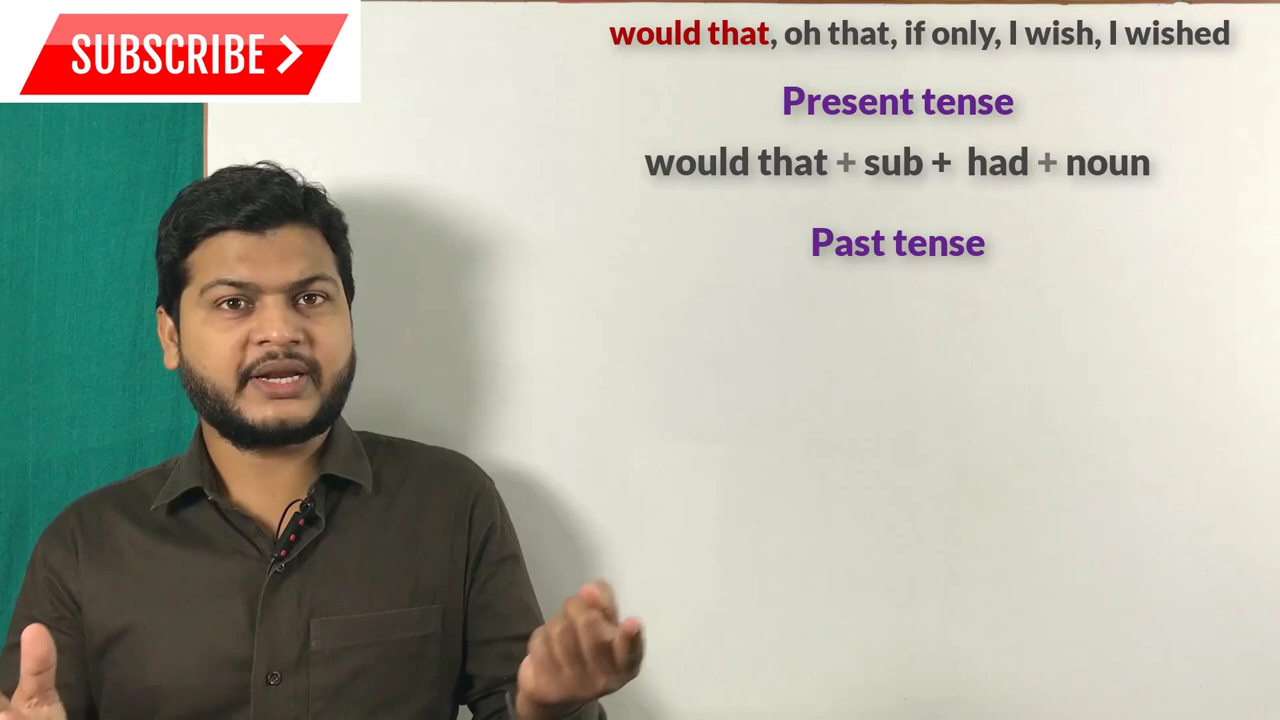 SUBSCRIBE
would that, oh that, if only, I wish, I wished
Present tense
would that + sub + had + noun
Past tense